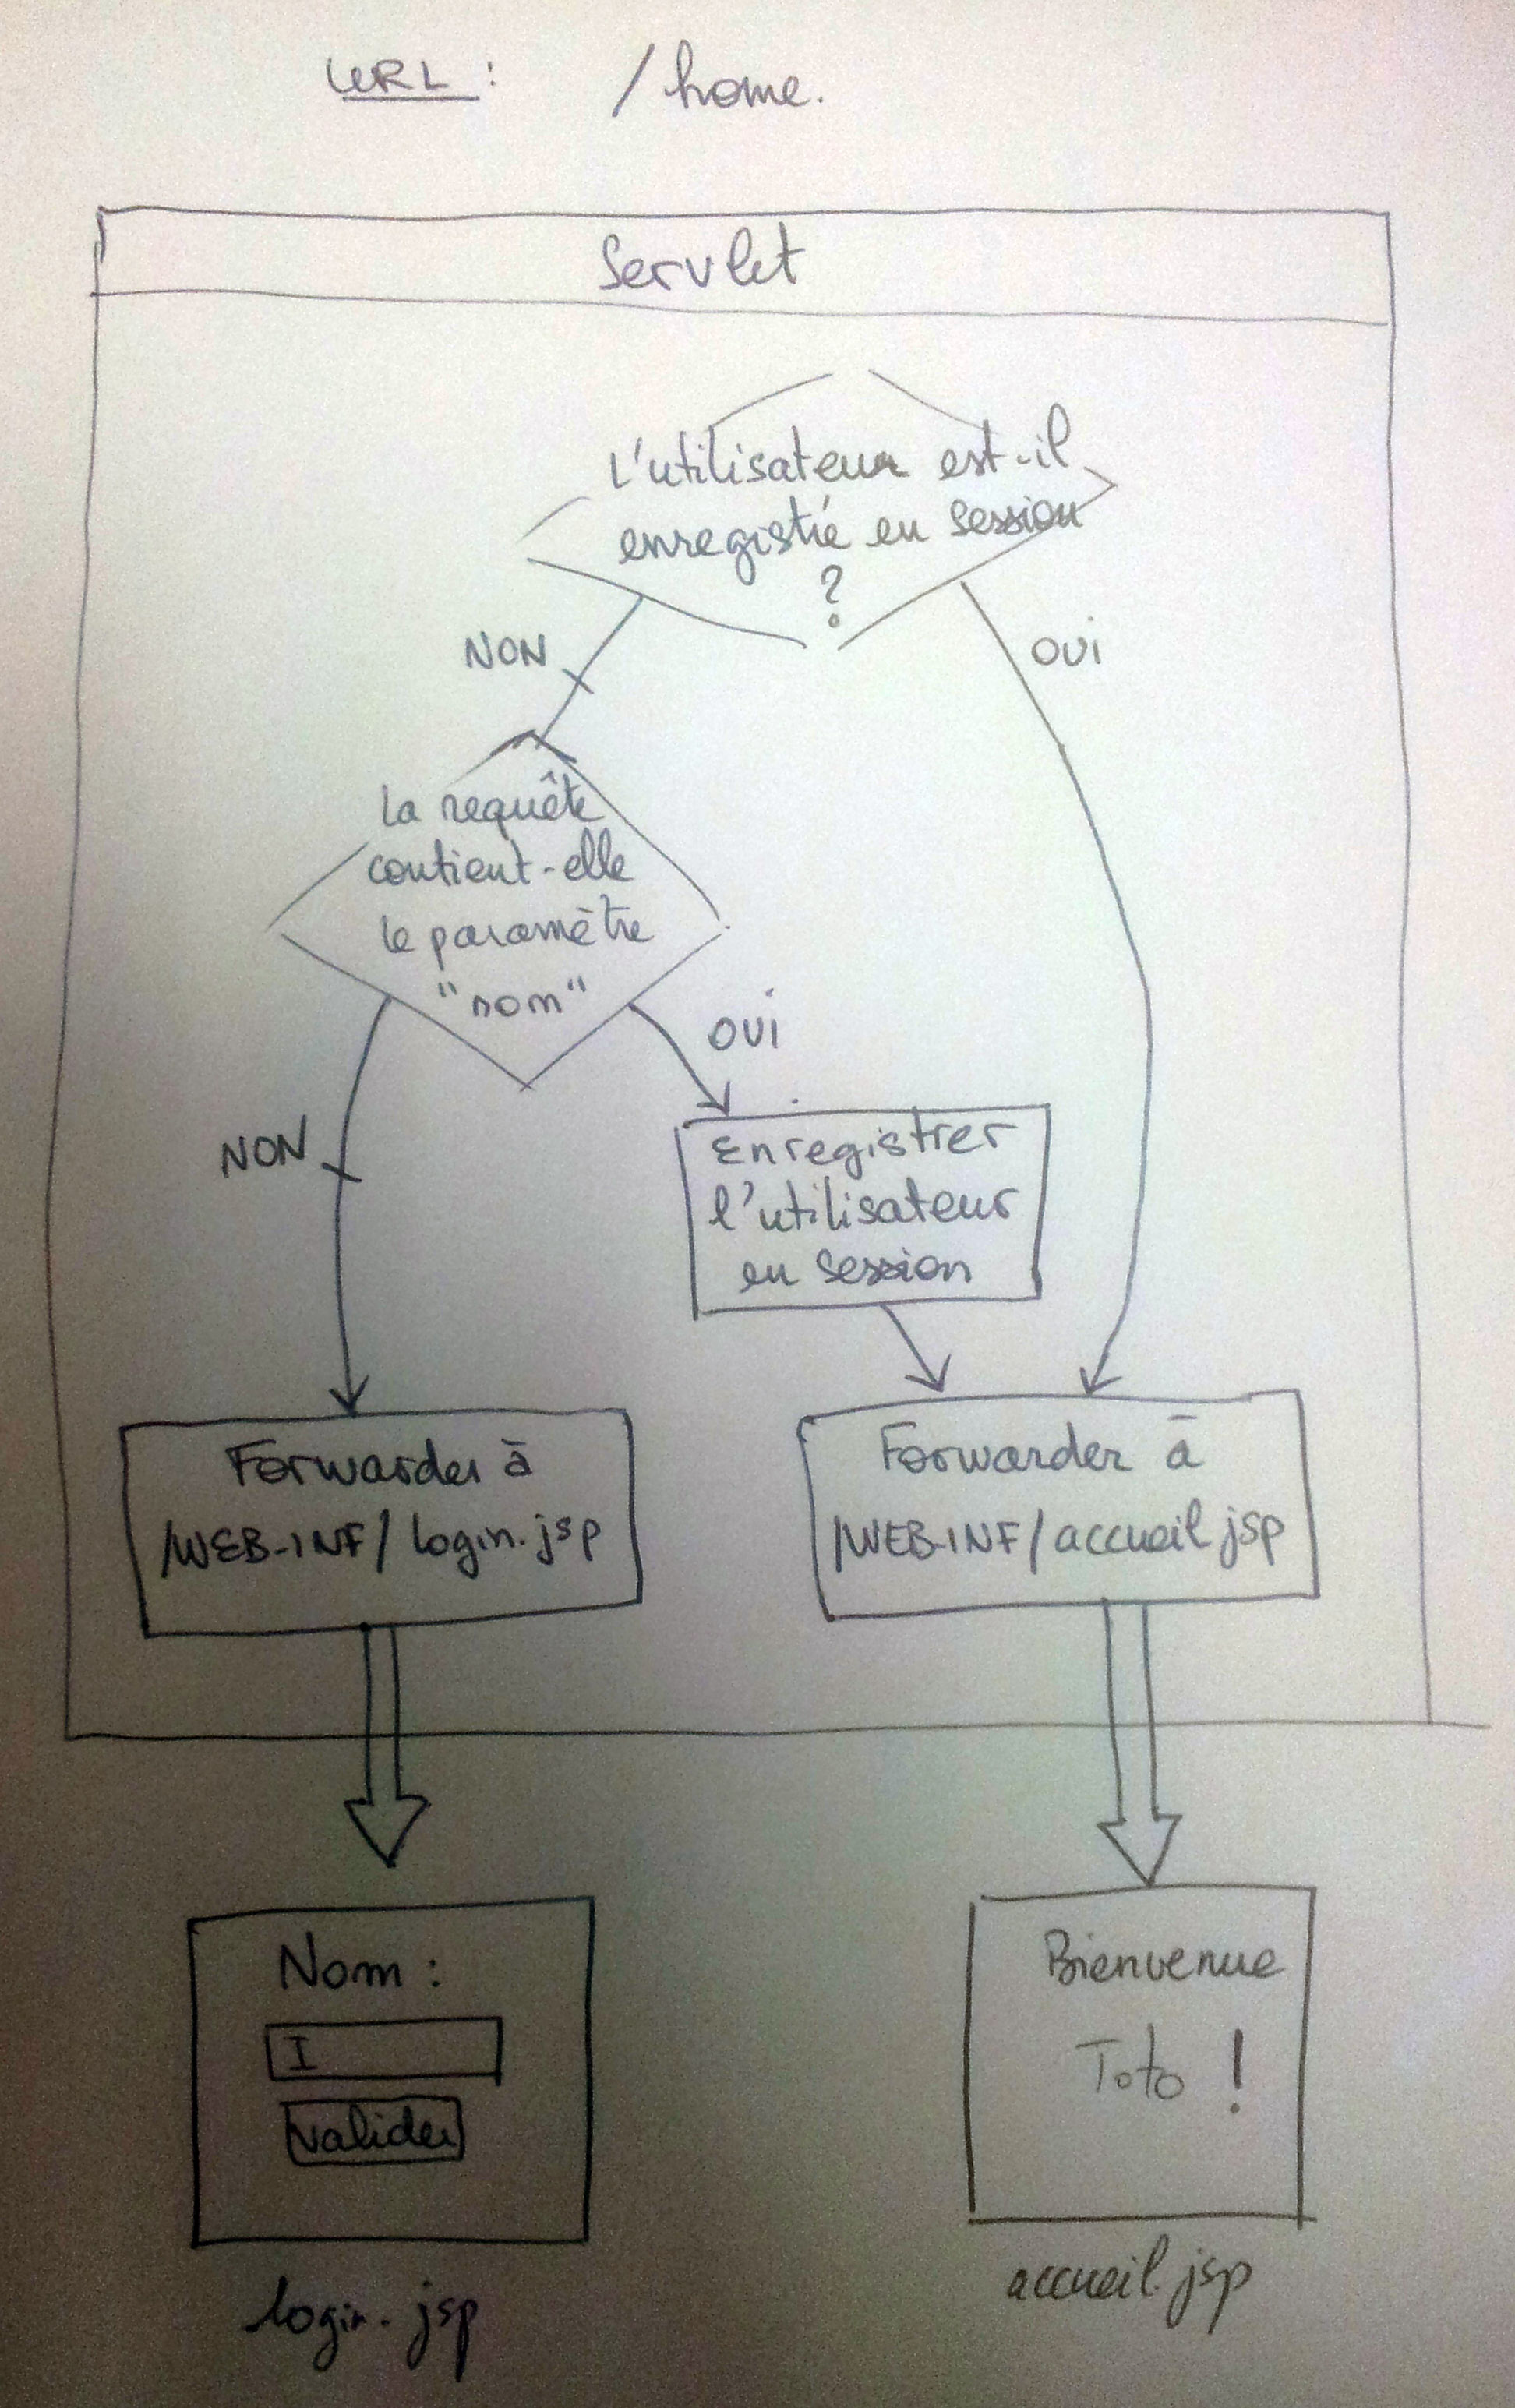 URL : /home.
Servlet
L'utilisateur est-il
enregistré en session
?
NON
OUI
La requête
contient-elle
le paramètre
"nom"
OUI
NON
Enregistrer
l'utilisateur
en session
Forwarder à
/WEB-INF/login.jsp
Forwarder à
/WEB-INF/accueil.jsp
Nom :
I
valider
login.jsp
Bienvenue
Toto !
accueil.jsp